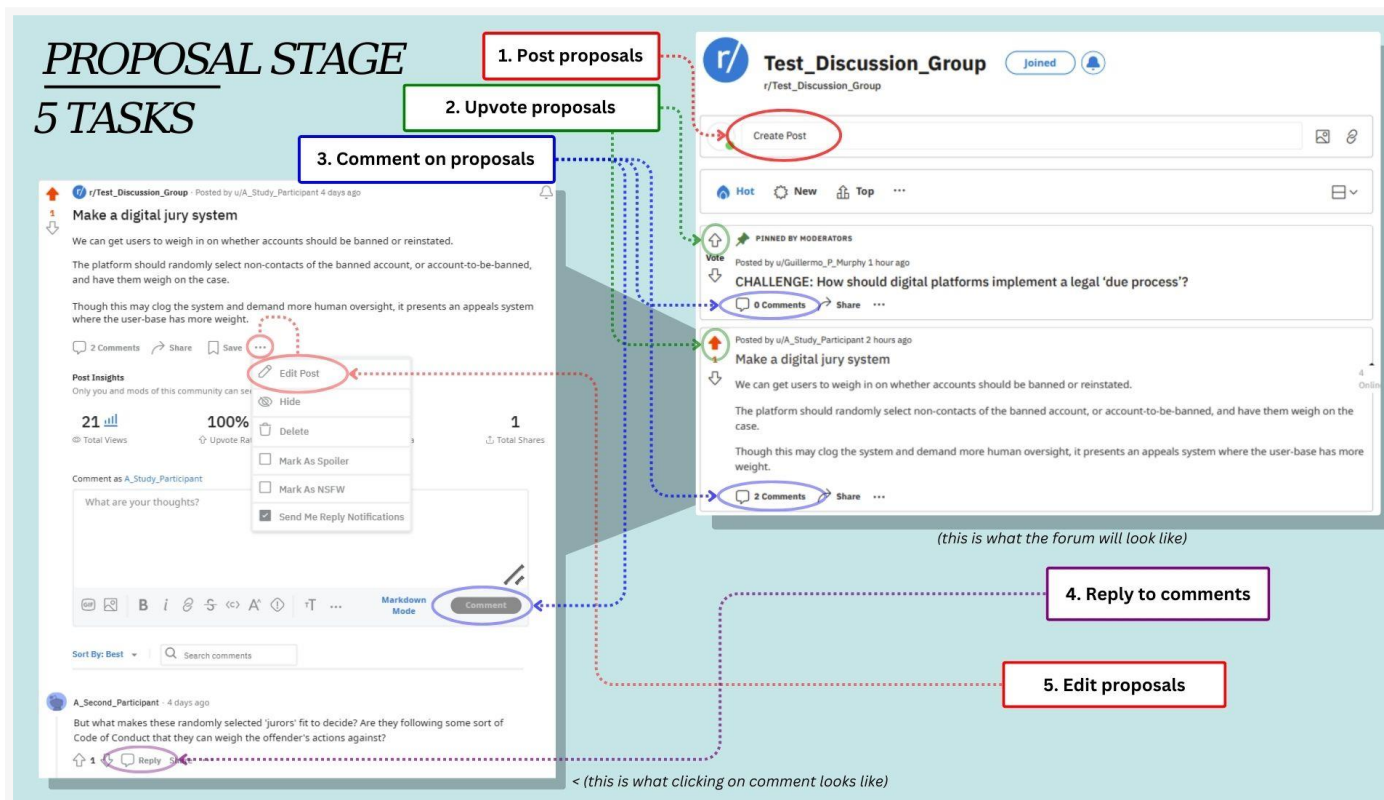 PROPOSAL STAGE
5 TASKS
1. Post proposals
2. Upvote proposals
3. Comment on proposals
r/Test_Discussion_Group · Posted by u/A_Study_Participant 4 days ago
1
Make a digital jury system
We can get users to weigh in on whether accounts should be banned or reinstated.
The platform should randomly select non-contacts of the banned account, or account-to-be-banned,
and have them weigh on the case.
Though this may clog the system and demand more human oversight, it presents an appeals system
where the user-base has more weight.
2 Comments Share Save ...
Edit Post
Hide
Delete
Mark As Spoiler
Mark As NSFW
Send Me Reply Notifications
Post Insights
Only you and mods of this community can see
21
Total Views
100%
Upvote
1
Total Shares
Comment as A_Study_Participant
What are your thoughts?
GIF B i S <c> A^ TT ...
Markdown
Mode
Comment
Sort By: Best
Search comments
A_Second_Participant · 4 days ago
But what makes these randomly selected 'jurors' fit to decide? Are they following some sort of
Code of Conduct that they can weigh the offender's actions against?
1 Reply
< (this is what clicking on comment looks like)
r/
Test_Discussion_Group
Joined
r/Test_Discussion_Group
Create Post
Hot New Top ...
PINNED BY MODERATORS
Vote
Posted by u/Guillermo_P_Murphy 1 hour ago
CHALLENGE: How should digital platforms implement a legal ‘due process’?
0 Comments Share ...
Posted by u/A_Study_Participant 2 hours ago
1
Make a digital jury system
We can get users to weigh in on whether accounts should be banned or reinstated.
The platform should randomly select non-contacts of the banned account, or account-to-be-banned, and have them weigh on the
case.
Though this may clog the system and demand more human oversight, it presents an appeals system where the user-base has more
weight.
2 Comments Share ...
4
(this is what the forum will look like)
4. Reply to comments
5. Edit proposals